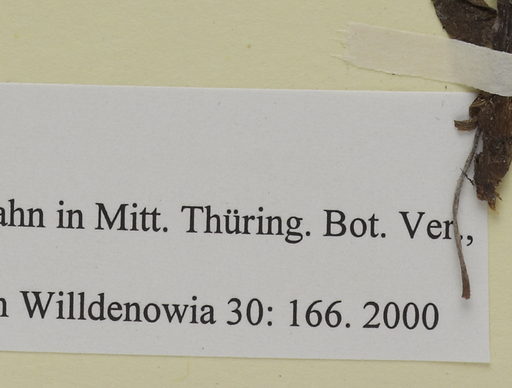 ahn in Mitt. Thüring. Bot. Ver.,
n Willdenowia 30: 166. 2000